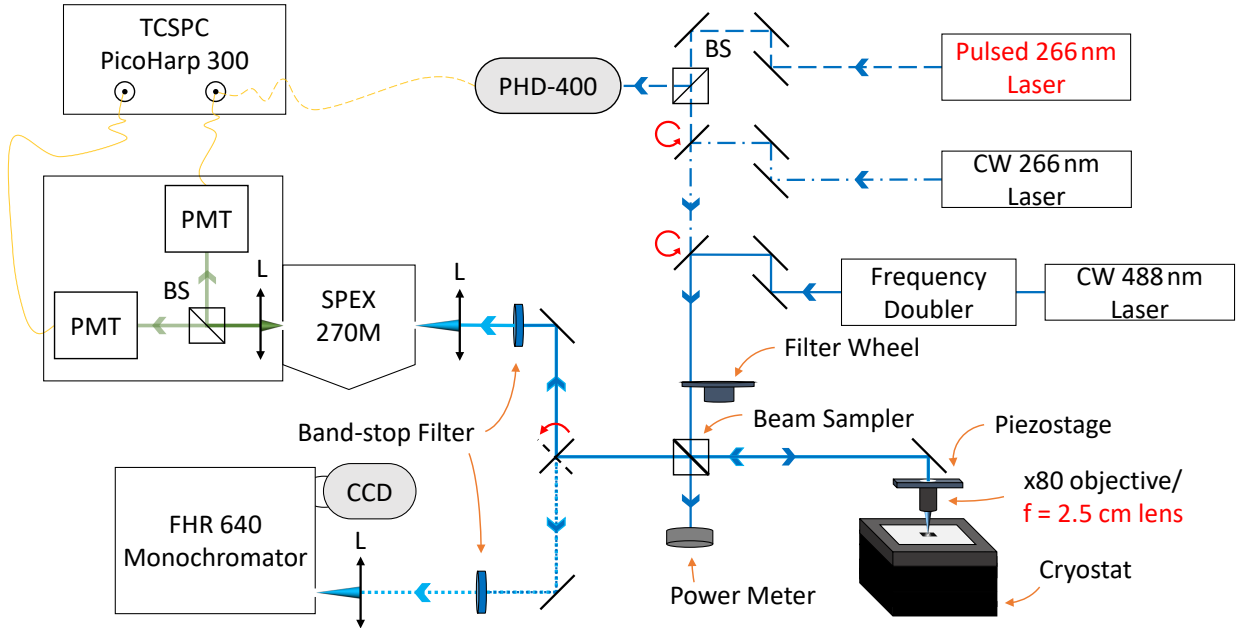 TCSPC
PicoHarp 300
PHD-400
BS
Pulsed 266 nm
Laser
CW 266 nm
Laser
PMT
BS
L
PMT
SPEX
270M
L
Frequency
Doubler
CW 488 nm
Laser
Filter Wheel
Beam Sampler
Band-stop Filter
Piezostage
x80 objective/
f = 2.5 cm lens
CCD
FHR 640
Monochromator
L
Power Meter
Cryostat